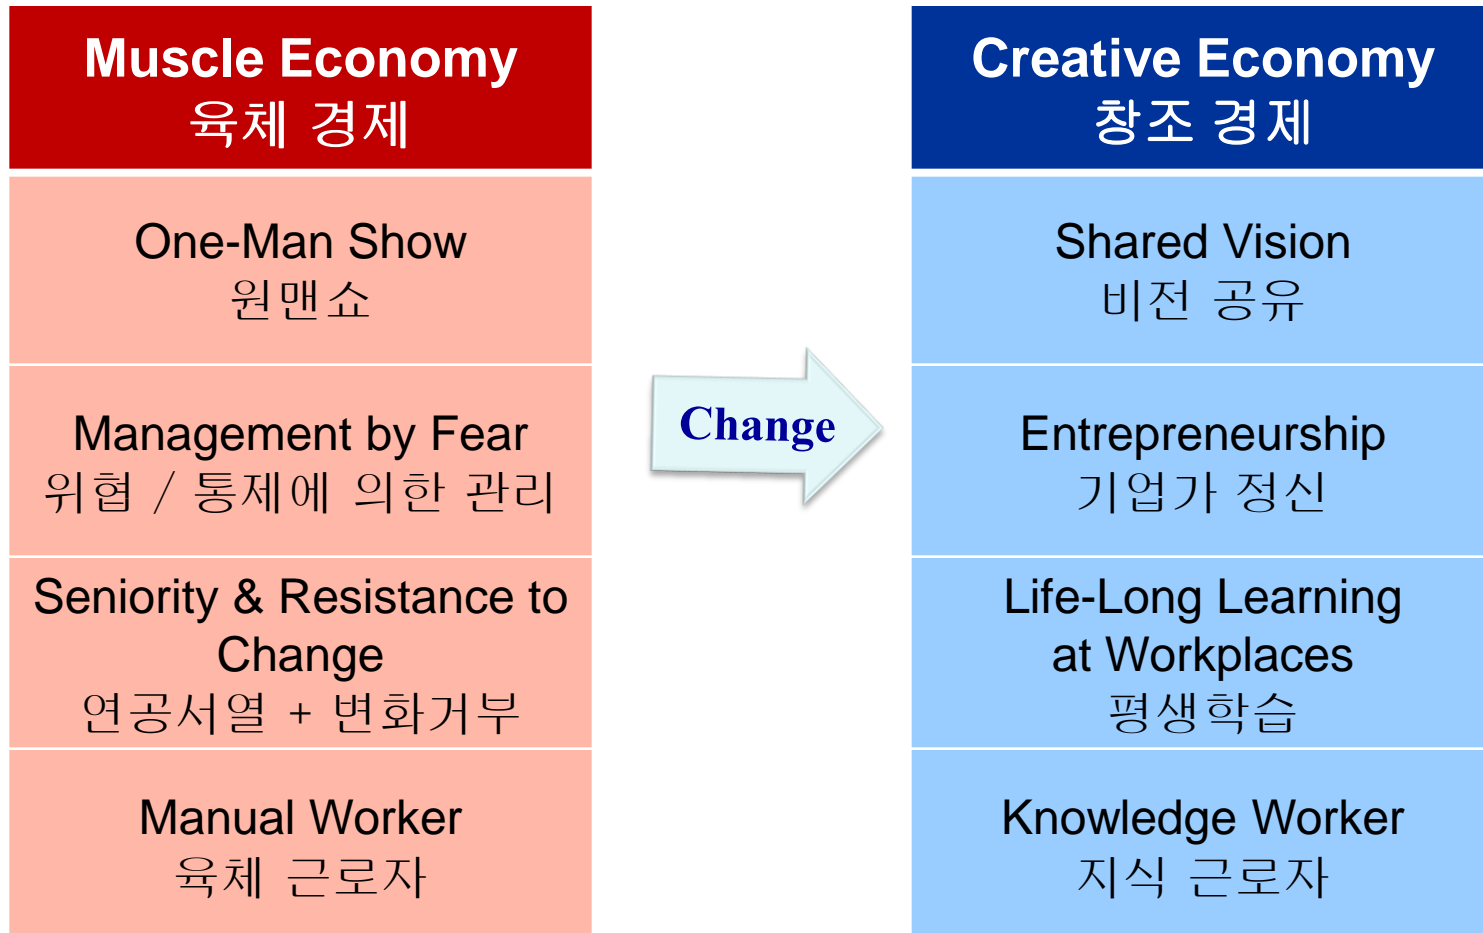 Muscle Economy
육체 경제
One-Man Show
원맨쇼
Management by Fear
위협 / 통제에 의한 관리
Seniority & Resistance to
Change
연공서열 + 변화거부
Manual Worker
육체 근로자
Change
Creative Economy
창조 경제
Shared Vision
비전 공유
Entrepreneurship
기업가 정신
Life-Long Learning
at Workplaces
평생학습
Knowledge Worker
지식 근로자